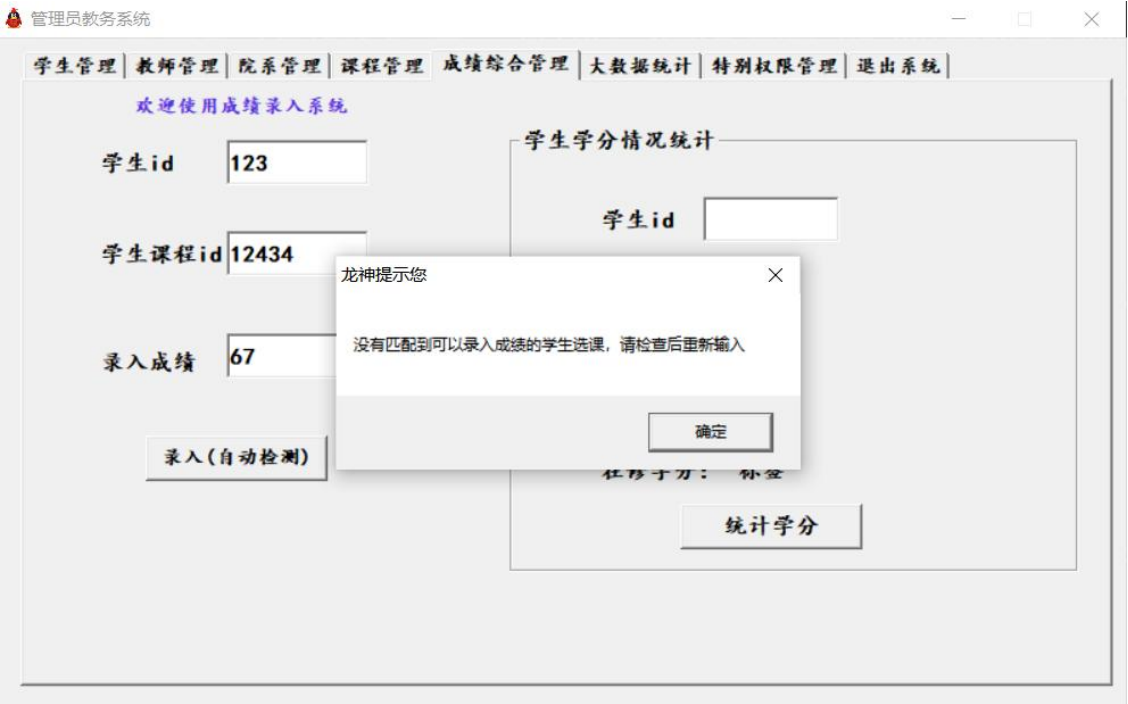 管理员教务系统
学生管理 教师管理 院系管理 课程管理 成绩综合管理 大数据统计 特别权限管理 退出系统
欢迎使用成绩录入系统
学生id 123
学生课程id 12434
录入成绩 67
录入(自动检测)
学生学分情况统计
学生id
龙神提示您
没有匹配到可以录入成绩的学生选课，请检查后重新输入
确定
在修学分： 标签
统计学分